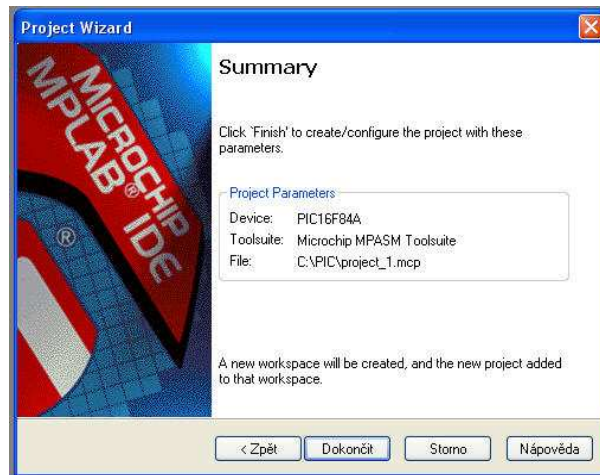 Project Wizard
MICROCHIP
MPLAB® IDE
®
Summary
Click `Finish' to create/configure the project with these
parameters.
Project Parameters
Device: PIC16F84A
Toolsuite: Microchip MPASM Toolsuite
File: C:\PIC\project_1.mcp
A new workspace will be created, and the new project added
to that workspace.
< Zpět Dokončit Storno Nápověda